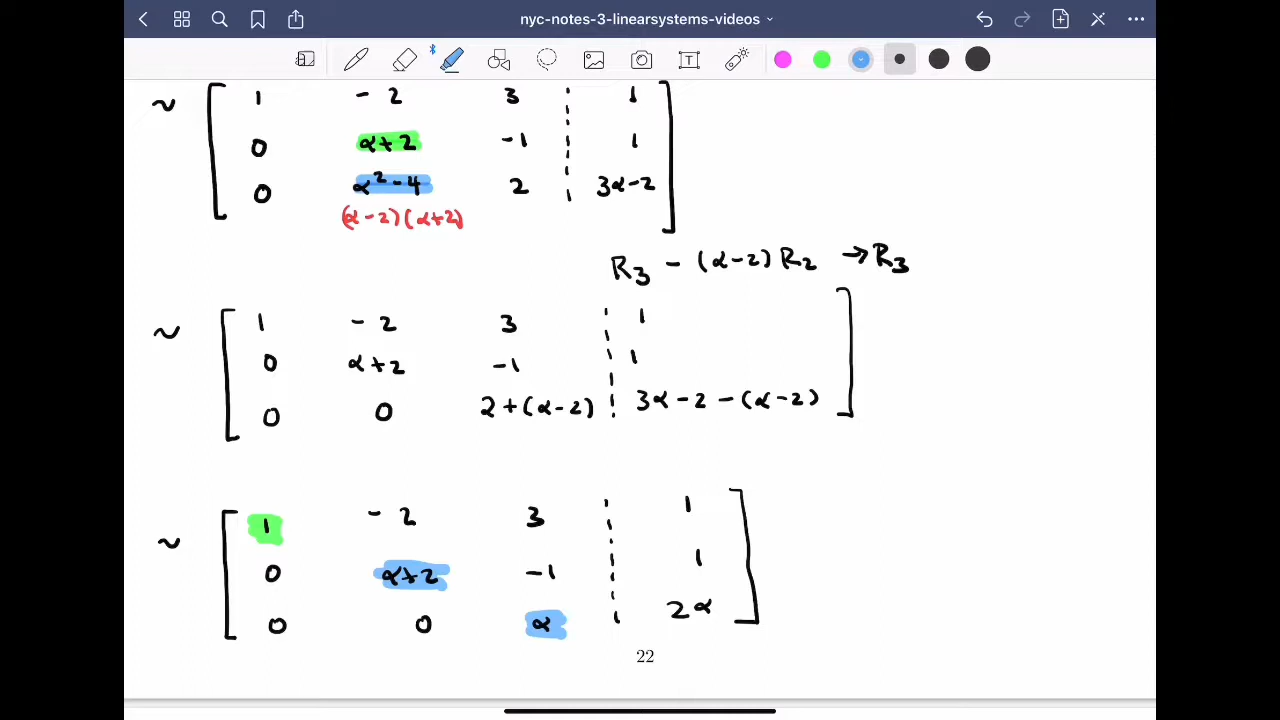 nyc-notes-3-linearsystems-videos
~ [ 1 - 2 3 ¦ 1
0 α+2 -1 ¦ 1
0 α² - 4 2 ¦ 3α-2 ]
(α-2)(α+2)
R₃ - (α-2) R₂ → R₃
~ [ 1 - 2 3 ¦ 1
0 α+2 -1 ¦ 1
0 0 2+(α-2) ¦ 3α-2-(α-2) ]
~ [ 1 - 2 3 ¦ 1
0 α+2 -1 ¦ 1
0 0 α ¦ 2α ]
22